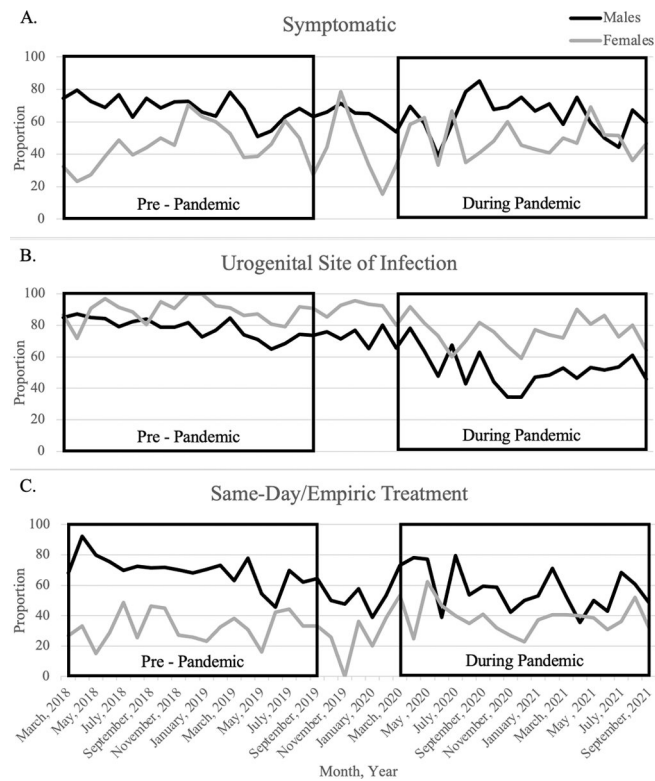 A.
Symptomatic
Males
Females
100
80
60
40
20
0
Proportion
Pre - Pandemic
During Pandemic
B.
Urogenital Site of Infection
100
80
60
40
20
0
Proportion
Pre - Pandemic
During Pandemic
C.
Same-Day/Empiric Treatment
100
80
60
40
20
0
Proportion
Pre - Pandemic
During Pandemic
March, 2018
May, 2018
July, 2018
September, 2018
November, 2018
January, 2019
March, 2019
May, 2019
July, 2019
September, 2019
November, 2019
January, 2020
March, 2020
May , 2020
July, 2020
September, 2020
November, 2020
January, 2021
March, 2021
May, 2021
July, 2021
September, 2021
Month, Year